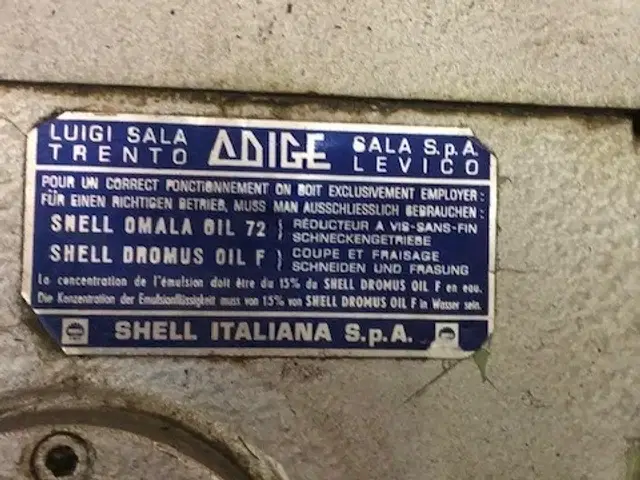 LUIGI SALA TRENTO
ADIGE
SALA S.p.A. LEVICO
POUR UN CORRECT FONCTIONNEMENT ON DOIT EXCLUSIVEMENT EMPLOYER:
FÜR EINEN RICHTIGEN BETRIEB, MUSS MAN AUSSCHLIESSLICH GEBRAUCHEN:
SHELL OMALA OIL 72 } RÉDUCTEUR A VIS-SANS-FIN
SCHNECKENGETRIEBE
SHELL DROMUS OIL F } COUPE ET FRAISAGE
SCHNEIDEN UND FRASUNG
La concentration de l'émulsion doit être du 15% du SHELL DROMUS OIL F en eau.
Die Konzentration der Emulsionflüssigkeit muss von 15% von SHELL DROMUS OIL F in Wasser sein.
SHELL ITALIANA S.p.A.